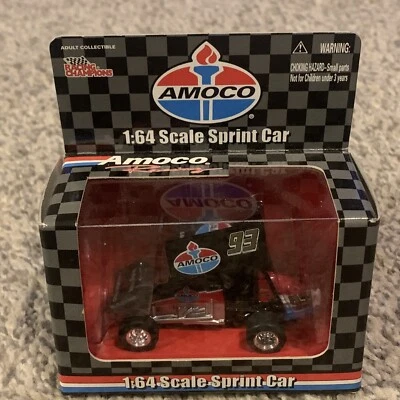 ADULT COLLECTIBLE
RACING CHAMPIONS
WARNING:
CHOKING HAZARD-Small parts
Not for Children under 3 years
AMOCO
®
1:64 Scale Sprint Car
Amoco
Racing
93
AMOCO
1:64 Scale Sprint Car